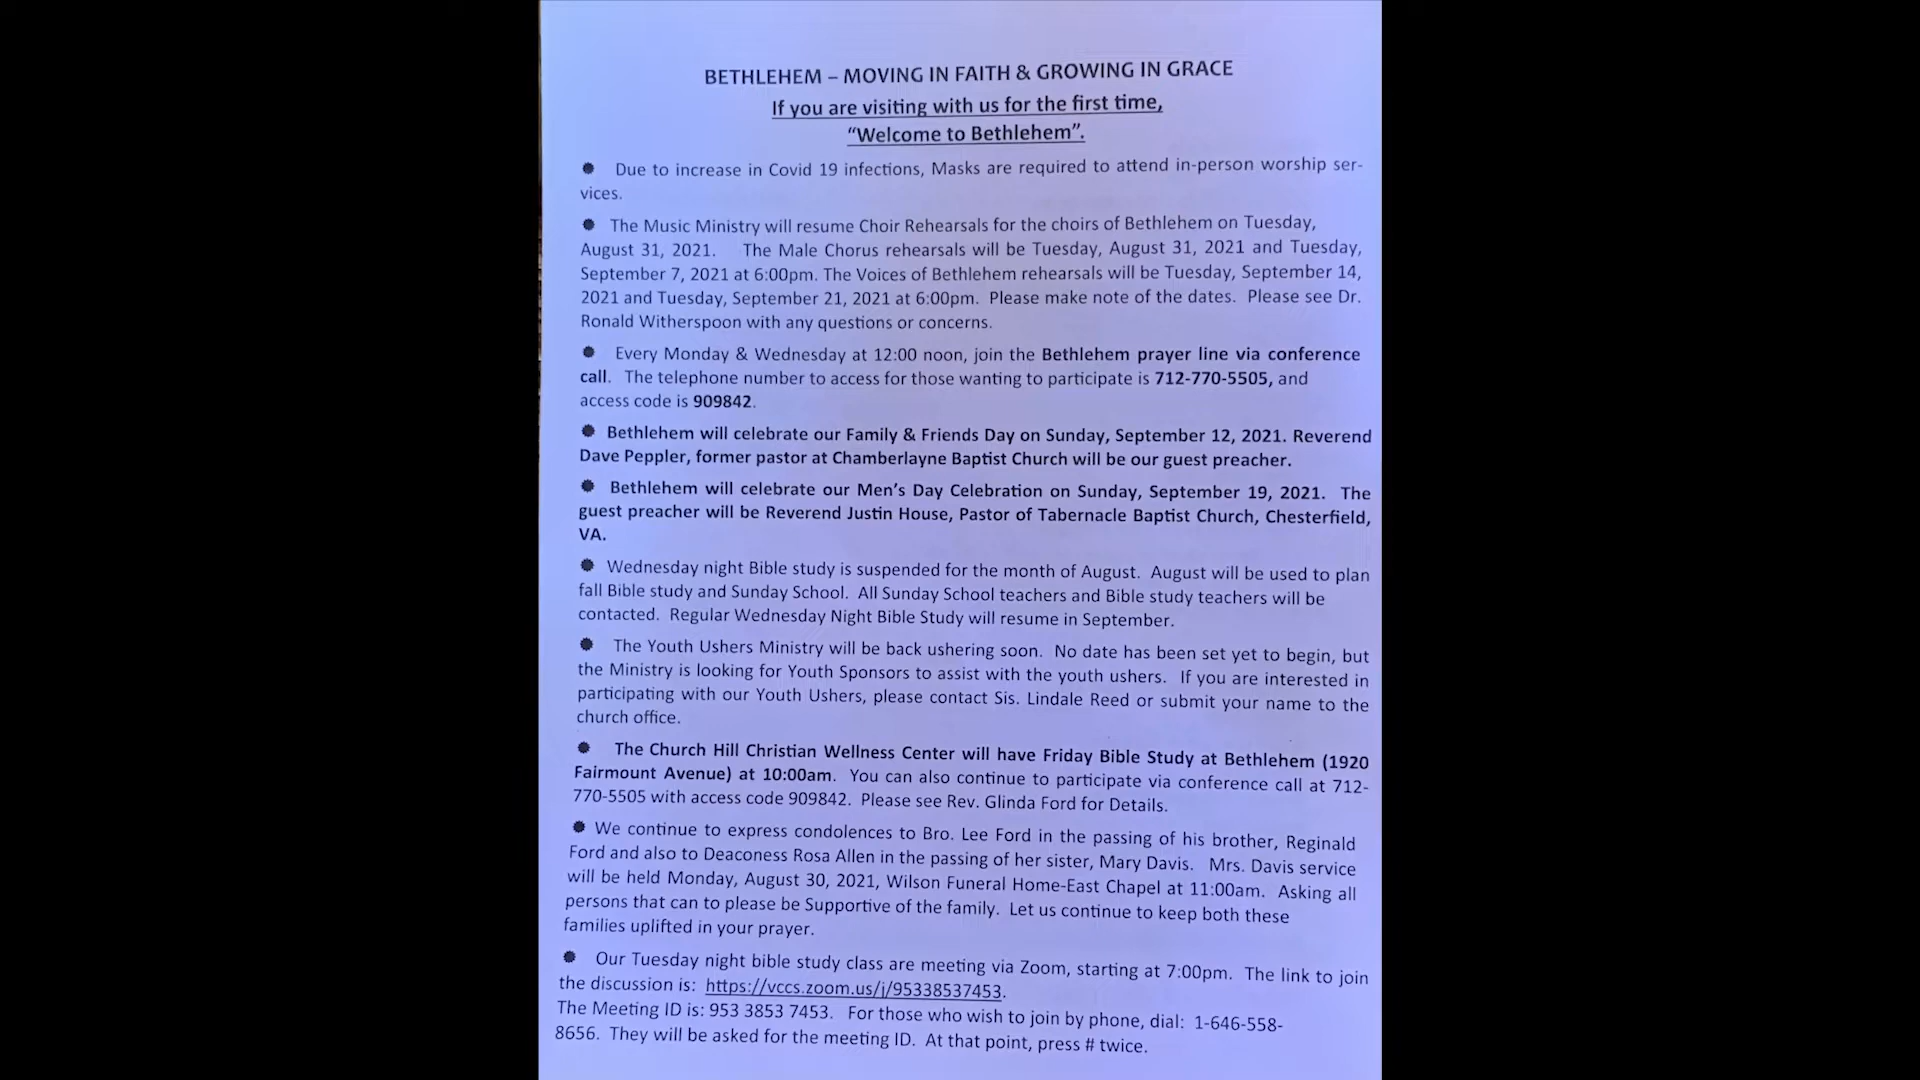 BETHLEHEM – MOVING IN FAITH & GROWING IN GRACE
If you are visiting with us for the first time,
“Welcome to Bethlehem”.
Due to increase in Covid 19 infections, Masks are required to attend in-person worship ser-
vices.
The Music Ministry will resume Choir Rehearsals for the choirs of Bethlehem on Tuesday,
August 31, 2021. The Male Chorus rehearsals will be Tuesday, August 31, 2021 and Tuesday,
September 7, 2021 at 6:00pm. The Voices of Bethlehem rehearsals will be Tuesday, September 14,
2021 and Tuesday, September 21, 2021 at 6:00pm. Please make note of the dates. Please see Dr.
Ronald Witherspoon with any questions or concerns.
Every Monday & Wednesday at 12:00 noon, join the Bethlehem prayer line via conference
call. The telephone number to access for those wanting to participate is 712-770-5505, and
access code is 909842.
Bethlehem will celebrate our Family & Friends Day on Sunday, September 12, 2021. Reverend
Dave Peppler, former pastor at Chamberlayne Baptist Church will be our guest preacher.
Bethlehem will celebrate our Men’s Day Celebration on Sunday, September 19, 2021. The
guest preacher will be Reverend Justin House, Pastor of Tabernacle Baptist Church, Chesterfield,
VA.
Wednesday night Bible study is suspended for the month of August. August will be used to plan
fall Bible study and Sunday School. All Sunday School teachers and Bible study teachers will be
contacted. Regular Wednesday Night Bible Study will resume in September.
The Youth Ushers Ministry will be back ushering soon. No date has been set yet to begin, but
the Ministry is looking for Youth Sponsors to assist with the youth ushers. If you are interested in
participating with our Youth Ushers, please contact Sis. Lindale Reed or submit your name to the
church office.
The Church Hill Christian Wellness Center will have Friday Bible Study at Bethlehem (1920
Fairmount Avenue) at 10:00am. You can also continue to participate via conference call at 712-
770-5505 with access code 909842. Please see Rev. Glinda Ford for Details.
We continue to express condolences to Bro. Lee Ford in the passing of his brother, Reginald
Ford and also to Deaconess Rosa Allen in the passing of her sister, Mary Davis. Mrs. Davis service
will be held Monday, August 30, 2021, Wilson Funeral Home-East Chapel at 11:00am. Asking all
persons that can to please be Supportive of the family. Let us continue to keep both these
families uplifted in your prayer.
Our Tuesday night bible study class are meeting via Zoom, starting at 7:00pm. The link to join
the discussion is: https://vccs.zoom.us/j/95338537453.
The Meeting ID is: 953 3853 7453. For those who wish to join by phone, dial: 1-646-558-
8656. They will be asked for the meeting ID. At that point, press # twice.